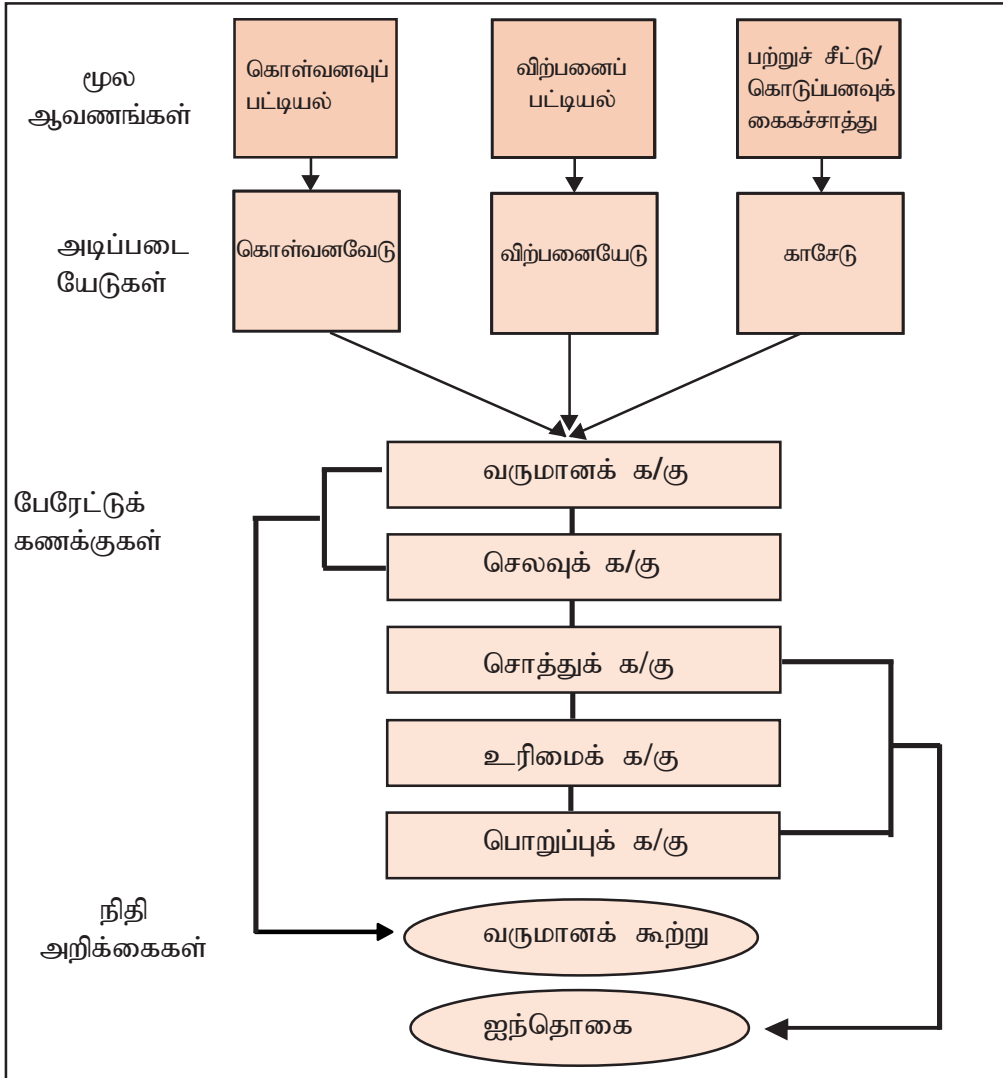 மூல
ஆவணங்கள்
கொள்வனவுப்
பட்டியல்
விற்பனைப்
பட்டியல்
பற்றுச் சீட்டு/
கொடுப்பனவுக்
கைகச்சாத்து
அடிப்படை
யேடுகள்
கொள்வனவேடு
விற்பனையேடு
காசேடு
பேரேட்டுக்
கணக்குகள்
வருமானக் க/கு
செலவுக் க/கு
சொத்துக் க/கு
உரிமைக் க/கு
பொறுப்புக் க/கு
நிதி
அறிக்கைகள்
வருமானக் கூற்று
ஐந்தொகை